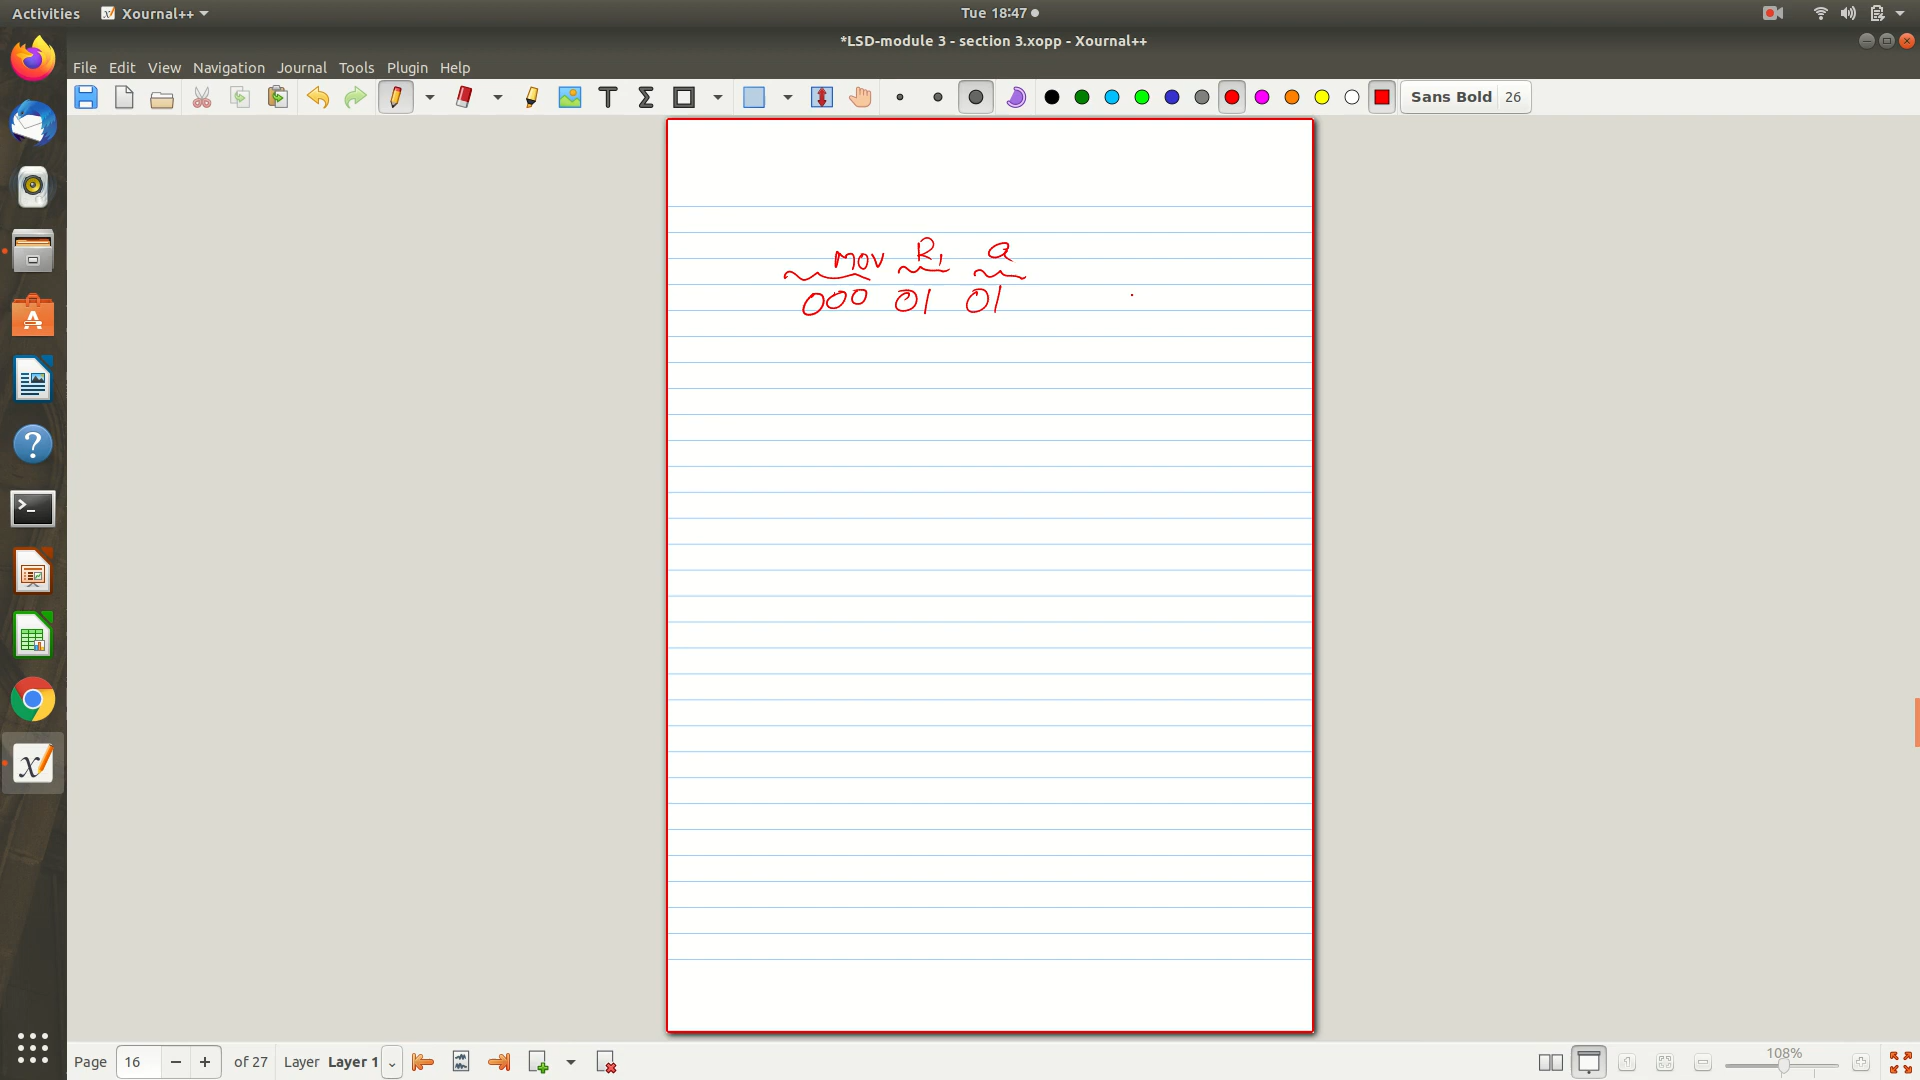 Activities Xournal++ Tue 18:47
*LSD-module 3 - section 3.xopp - Xournal++
File Edit View Navigation Journal Tools Plugin Help
Sans Bold 26
mov R1 a
000 01 01
Page 16 of 27 Layer Layer 1 108%